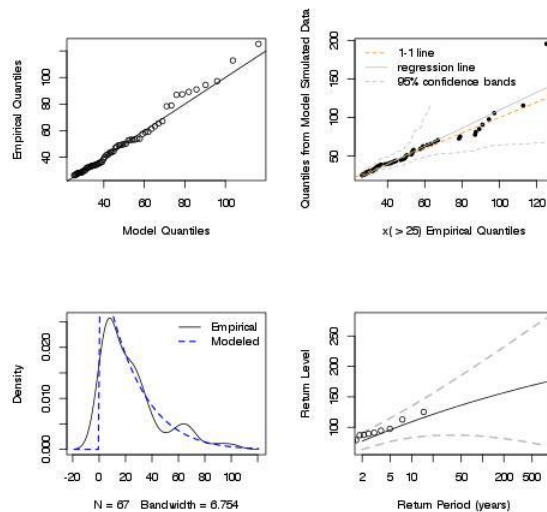 Empirical Quantiles
100
80
60
40
40 60 80 100
Model Quantiles
Quantiles from Model Simulated Data
200
150
100
50
1-1 line
regression line
95% confidence bands
40 60 80 100 120
x( > 25) Empirical Quantiles
Density
0.020
0.010
0.000
Empirical
Modeled
-20 0 20 40 60 80 100
N = 67 Bandwidth = 6.754
Return Level
250
200
150
100
2 5 10 50 200 500
Return Period (years)